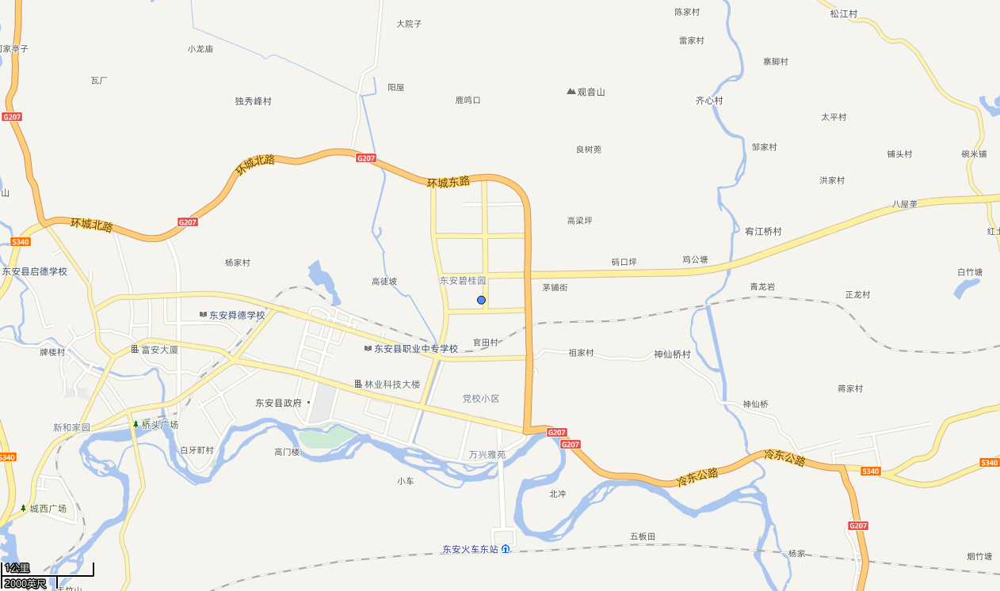 陈家村
松江村
大院子
雷家村
小龙庙
寨脚村
瓦厂
阳屋
独秀峰村
鹿鸣口
观音山
齐心村
G207
太平村
邹家村
良树蔸
铺头村
碗米铺
G207
环城北路
洪家村
环城东路
山
八屋垄
高梁坪
环城北路
G207
宥江桥村
S340
杨家村
码口坪
鸡公塘
东安县启德学校
白竹塘
高徒坡
东安碧桂园
茅铺街
青龙岩
正龙村
东安舜德学校
官田村
牌楼村
富安大厦
东安县职业中专学校
祖家村
神仙桥村
林业科技大楼
蒋家村
党校小区
东安县政府
神仙桥
新和家园
桥头广场
G207
G207
白牙町村
高门楼
万兴雅苑
冷东公路
S340
S340
S340
小车
冷东公路
北冲
城西广场
G207
五板田
东安火车东站
杨家
烟竹塘
1公里
2000英尺